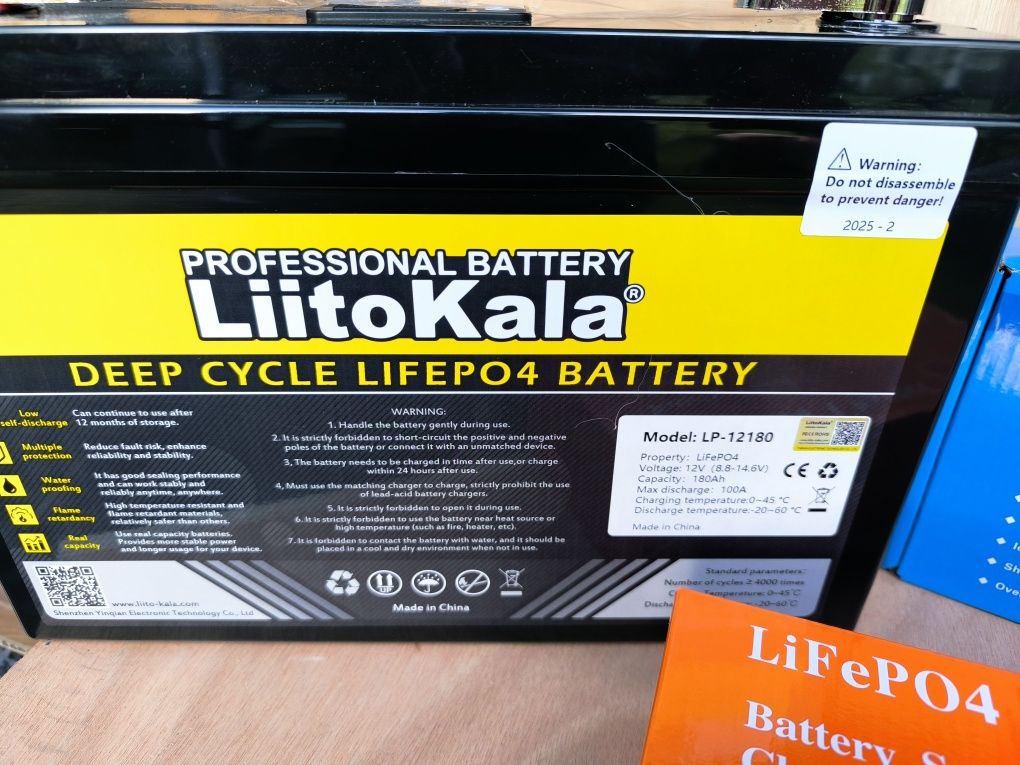 Warning:
Do not disassemble
to prevent danger!
2025 - 2
PROFESSIONAL BATTERY
LiitoKala®
DEEP CYCLE LIFEPO4 BATTERY
Low
self-discharge
Can continue to use after
12 months of storage.
Multiple
protection
Reduce fault risk, enhance
reliability and stability.
Water
proofing
It has good sealing performance
and can work stably and
reliably anytime, anywhere.
Flame
retardancy
High temperature resistant and
flame retardant materials,
relatively safer than others.
Real
capacity
Use real capacity batteries.
Provides more stable power
and longer usage for your device.
www.liito-kala.com
Shenzhen Yinqian Electronic Technology Co., Ltd
WARNING:
1. Handle the battery gently during use.
2. It is strictly forbidden to short-circuit the positive and negative
poles of the battery or connect it with an unmatched device.
3, The battery needs to be charged in time after use,or charge
within 24 hours after use.
4, Must use the matching charger to charge, strictly prohibit the use
of lead-acid battery chargers.
5. It is strictly forbidden to open it during use.
6. It is strictly forbidden to use the battery near heat source or
high temperature (such as fire, heater, etc).
7. It is forbidden to contact the battery with water, and it should be
placed in a cool and dry environment when not in use.
UP
Made in China
Model: LP-12180
LiitoKala
Property: LiFePO4
Voltage: 12V (8.8-14.6V)
Capacity: 180Ah
Max discharge: 100A
Charging temperature:0~45 °C
Discharge temperature:-20~60 °C
Made in China
CE
Standard parameters:
Number of cycles ≥ 4000 times
Temperature: 0~45°C
-20~60°C
LiFePO4
Battery